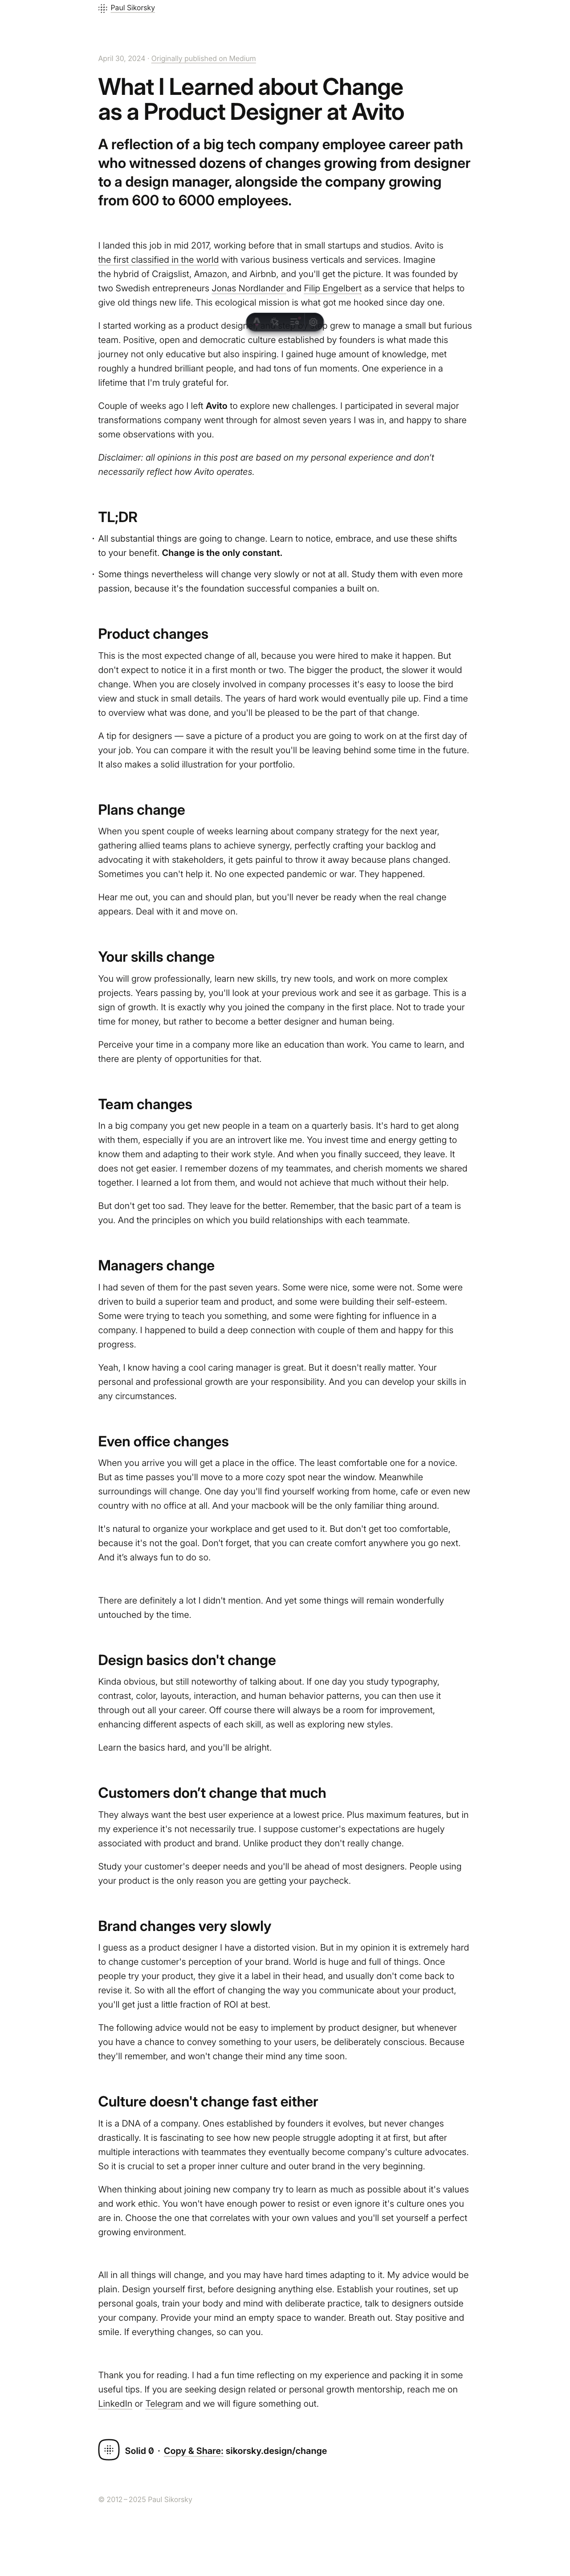 Paul Sikorsky
April 30, 2024 · Originally published on Medium
What I Learned about Change
as a Product Designer at Avito
A reflection of a big tech company employee career path
who witnessed dozens of changes growing from designer
to a design manager, alongside the company growing
from 600 to 6000 employees.
I landed this job in mid 2017, working before that in small startups and studios. Avito is
the first classified in the world with various business verticals and services. Imagine
the hybrid of Craigslist, Amazon, and Airbnb, and you'll get the picture. It was founded by
two Swedish entrepreneurs Jonas Nordlander and Filip Engelbert as a service that helps to
give old things new life. This ecological mission is what got me hooked since day one.
I started working as a product design grew to manage a small but furious
team. Positive, open and democratic culture established by founders is what made this
journey not only educative but also inspiring. I gained huge amount of knowledge, met
roughly a hundred brilliant people, and had tons of fun moments. One experience in a
lifetime that I'm truly grateful for.
Couple of weeks ago I left Avito to explore new challenges. I participated in several major
transformations company went through for almost seven years I was in, and happy to share
some observations with you.
Disclaimer: all opinions in this post are based on my personal experience and don't
necessarily reflect how Avito operates.
TL;DR
· All substantial things are going to change. Learn to notice, embrace, and use these shifts
to your benefit. Change is the only constant.
· Some things nevertheless will change very slowly or not at all. Study them with even more
passion, because it's the foundation successful companies a built on.
Product changes
This is the most expected change of all, because you were hired to make it happen. But
don't expect to notice it in a first month or two. The bigger the product, the slower it would
change. When you are closely involved in company processes it's easy to loose the bird
view and stuck in small details. The years of hard work would eventually pile up. Find a time
to overview what was done, and you'll be pleased to be the part of that change.
A tip for designers — save a picture of a product you are going to work on at the first day of
your job. You can compare it with the result you'll be leaving behind some time in the future.
It also makes a solid illustration for your portfolio.
Plans change
When you spent couple of weeks learning about company strategy for the next year,
gathering allied teams plans to achieve synergy, perfectly crafting your backlog and
advocating it with stakeholders, it gets painful to throw it away because plans changed.
Sometimes you can't help it. No one expected pandemic or war. They happened.
Hear me out, you can and should plan, but you'll never be ready when the real change
appears. Deal with it and move on.
Your skills change
You will grow professionally, learn new skills, try new tools, and work on more complex
projects. Years passing by, you'll look at your previous work and see it as garbage. This is a
sign of growth. It is exactly why you joined the company in the first place. Not to trade your
time for money, but rather to become a better designer and human being.
Perceive your time in a company more like an education than work. You came to learn, and
there are plenty of opportunities for that.
Team changes
In a big company you get new people in a team on a quarterly basis. It's hard to get along
with them, especially if you are an introvert like me. You invest time and energy getting to
know them and adapting to their work style. And when you finally succeed, they leave. It
does not get easier. I remember dozens of my teammates, and cherish moments we shared
together. I learned a lot from them, and would not achieve that much without their help.
But don't get too sad. They leave for the better. Remember, that the basic part of a team is
you. And the principles on which you build relationships with each teammate.
Managers change
I had seven of them for the past seven years. Some were nice, some were not. Some were
driven to build a superior team and product, and some were building their self-esteem.
Some were trying to teach you something, and some were fighting for influence in a
company. I happened to build a deep connection with couple of them and happy for this
progress.
Yeah, I know having a cool caring manager is great. But it doesn't really matter. Your
personal and professional growth are your responsibility. And you can develop your skills in
any circumstances.
Even office changes
When you arrive you will get a place in the office. The least comfortable one for a novice.
But as time passes you'll move to a more cozy spot near the window. Meanwhile
surroundings will change. One day you'll find yourself working from home, cafe or even new
country with no office at all. And your macbook will be the only familiar thing around.
It's natural to organize your workplace and get used to it. But don't get too comfortable,
because it's not the goal. Don't forget, that you can create comfort anywhere you go next.
And it's always fun to do so.
There are definitely a lot I didn't mention. And yet some things will remain wonderfully
untouched by the time.
Design basics don't change
Kinda obvious, but still noteworthy of talking about. If one day you study typography,
contrast, color, layouts, interaction, and human behavior patterns, you can then use it
through out all your career. Off course there will always be a room for improvement,
enhancing different aspects of each skill, as well as exploring new styles.
Learn the basics hard, and you'll be alright.
Customers don't change that much
They always want the best user experience at a lowest price. Plus maximum features, but in
my experience it's not necessarily true. I suppose customer's expectations are hugely
associated with product and brand. Unlike product they don't really change.
Study your customer's deeper needs and you'll be ahead of most designers. People using
your product is the only reason you are getting your paycheck.
Brand changes very slowly
I guess as a product designer I have a distorted vision. But in my opinion it is extremely hard
to change customer's perception of your brand. World is huge and full of things. Once
people try your product, they give it a label in their head, and usually don't come back to
revise it. So with all the effort of changing the way you communicate about your product,
you'll get just a little fraction of ROI at best.
The following advice would not be easy to implement by product designer, but whenever
you have a chance to convey something to your users, be deliberately conscious. Because
they'll remember, and won't change their mind any time soon.
Culture doesn't change fast either
It is a DNA of a company. Ones established by founders it evolves, but never changes
drastically. It is fascinating to see how new people struggle adopting it at first, but after
multiple interactions with teammates they eventually become company's culture advocates.
So it is crucial to set a proper inner culture and outer brand in the very beginning.
When thinking about joining new company try to learn as much as possible about it's values
and work ethic. You won't have enough power to resist or even ignore it's culture ones you
are in. Choose the one that correlates with your own values and you'll set yourself a perfect
growing environment.
All in all things will change, and you may have hard times adapting to it. My advice would be
plain. Design yourself first, before designing anything else. Establish your routines, set up
personal goals, train your body and mind with deliberate practice, talk to designers outside
your company. Provide your mind an empty space to wander. Breath out. Stay positive and
smile. If everything changes, so can you.
Thank you for reading. I had a fun time reflecting on my experience and packing it in some
useful tips. If you are seeking design related or personal growth mentorship, reach me on
LinkedIn or Telegram and we will figure something out.
Solid 0 · Copy & Share: sikorsky.design/change
© 2012–2025 Paul Sikorsky